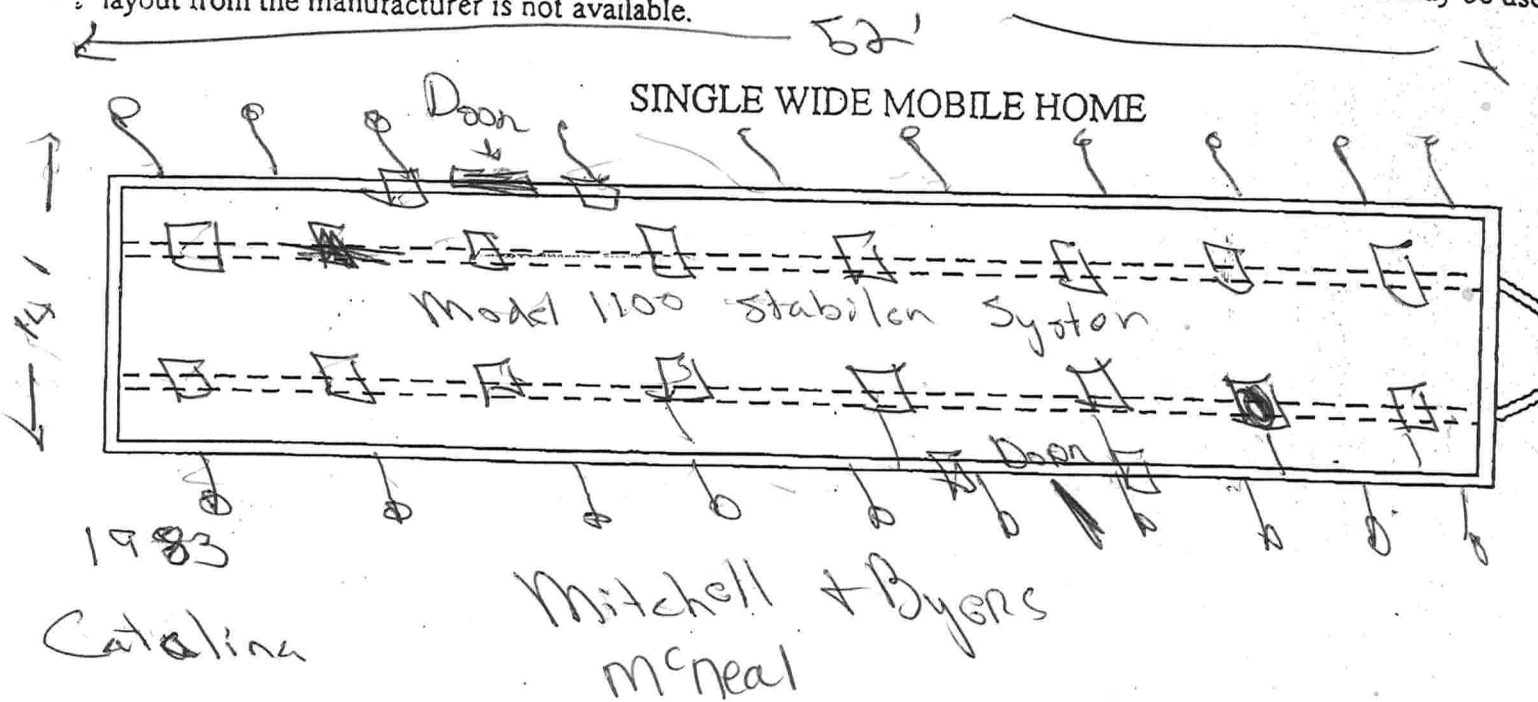 layout from the manufacturer is not available.
52'
SINGLE WIDE MOBILE HOME
Door
14'
Model 1100 Stabilen System
Door
1983
Catalina
Mitchell + Byers
McNeal